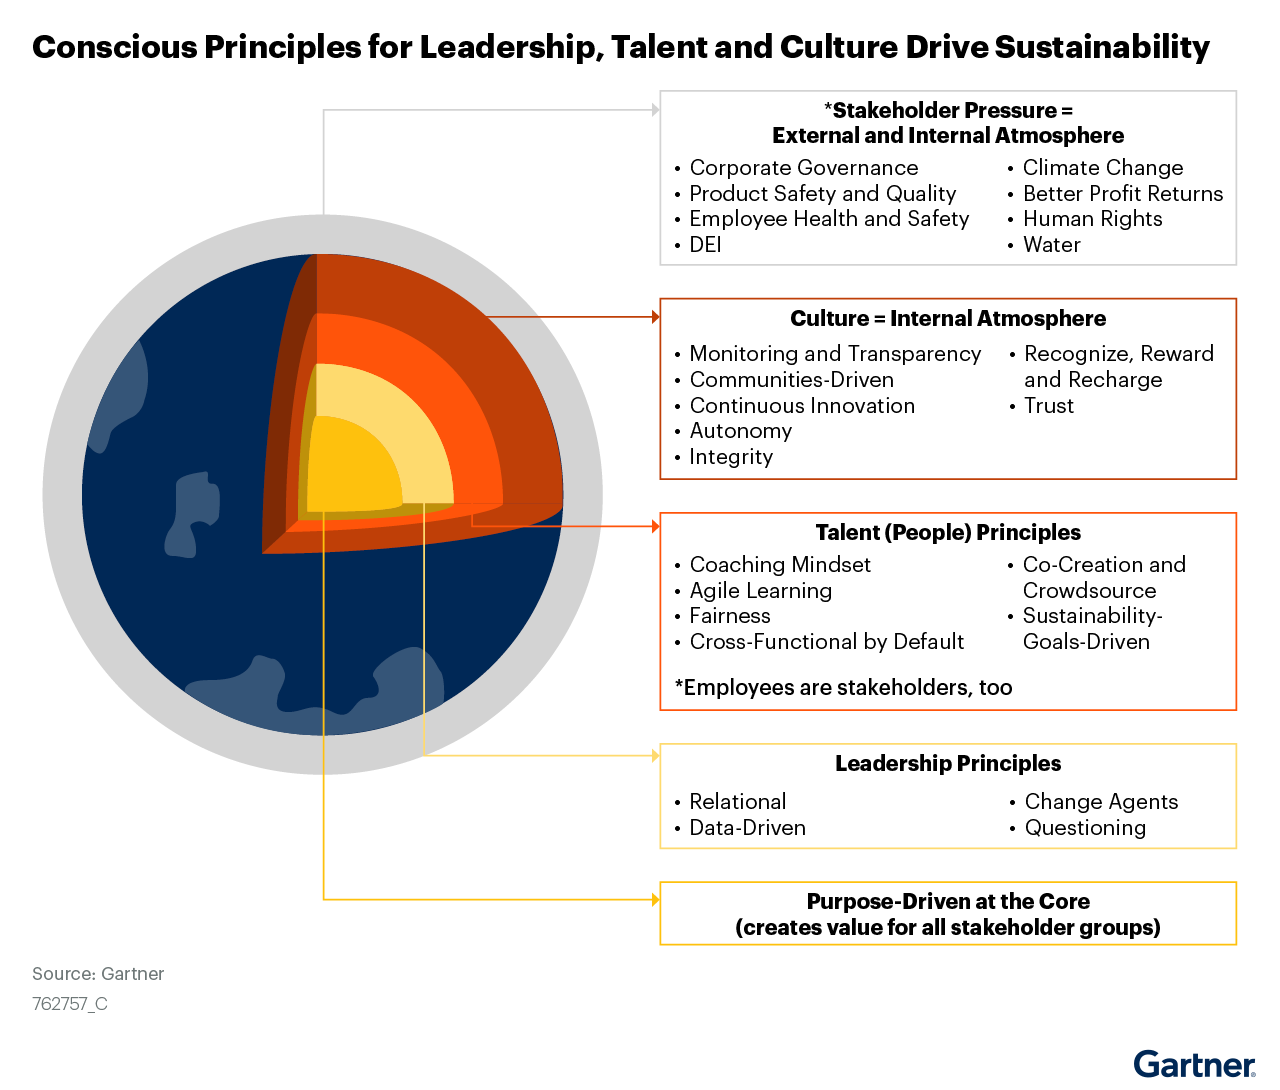 Conscious Principles for Leadership, Talent and Culture Drive Sustainability
*Stakeholder Pressure =
External and Internal Atmosphere
• Corporate Governance
• Product Safety and Quality
• Employee Health and Safety
• DEI
• Climate Change
• Better Profit Returns
• Human Rights
• Water
Culture = Internal Atmosphere
• Monitoring and Transparency
• Communities-Driven
• Continuous Innovation
• Autonomy
• Integrity
• Recognize, Reward
and Recharge
• Trust
Talent (People) Principles
• Coaching Mindset
• Agile Learning
• Fairness
• Cross-Functional by Default
• Co-Creation and
Crowdsource
• Sustainability-
Goals-Driven
*Employees are stakeholders, too
Leadership Principles
• Relational
• Data-Driven
• Change Agents
• Questioning
Purpose-Driven at the Core
(creates value for all stakeholder groups)
Source: Gartner
762757_C
Gartner®